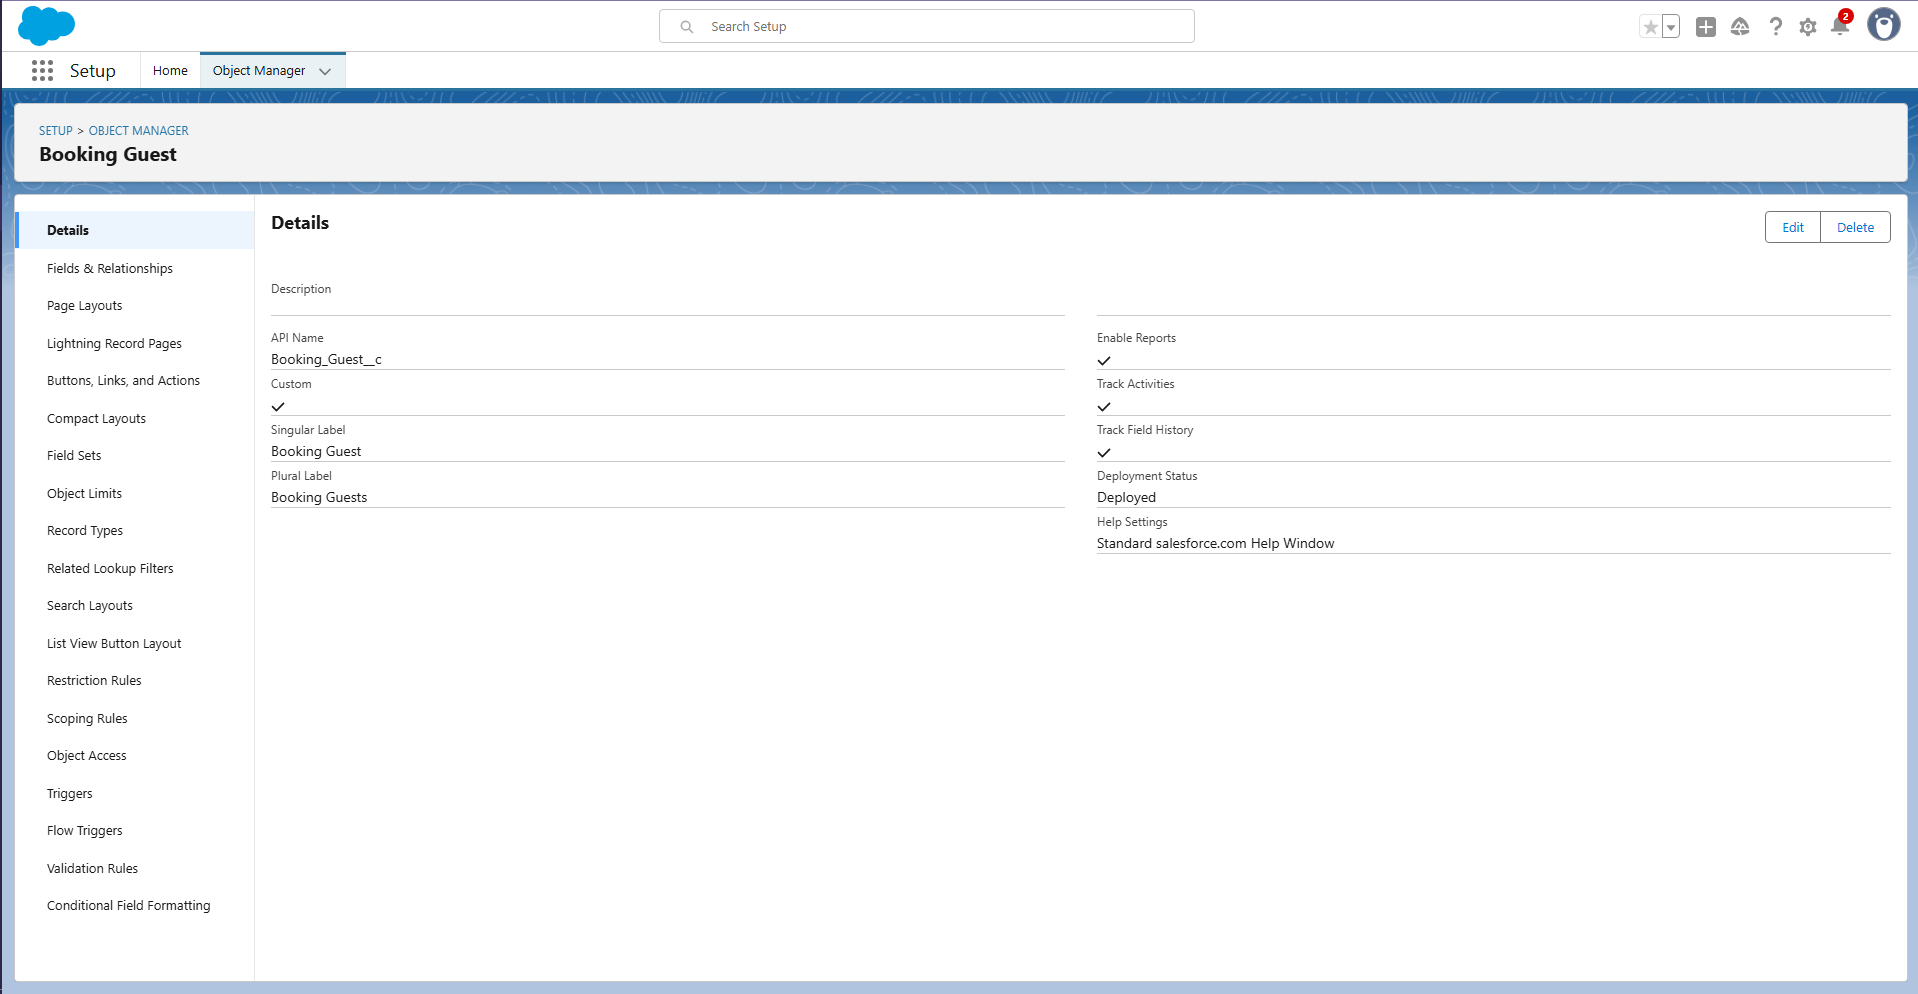 Search Setup
2
Setup
Home
Object Manager
SETUP > OBJECT MANAGER
Booking Guest
Details
Fields & Relationships
Page Layouts
Lightning Record Pages
Buttons, Links, and Actions
Compact Layouts
Field Sets
Object Limits
Record Types
Related Lookup Filters
Search Layouts
List View Button Layout
Restriction Rules
Scoping Rules
Object Access
Triggers
Flow Triggers
Validation Rules
Conditional Field Formatting
Details
Edit
Delete
Description
API Name
Booking_Guest__c
Custom
Singular Label
Booking Guest
Plural Label
Booking Guests
Enable Reports
Track Activities
Track Field History
Deployment Status
Deployed
Help Settings
Standard salesforce.com Help Window